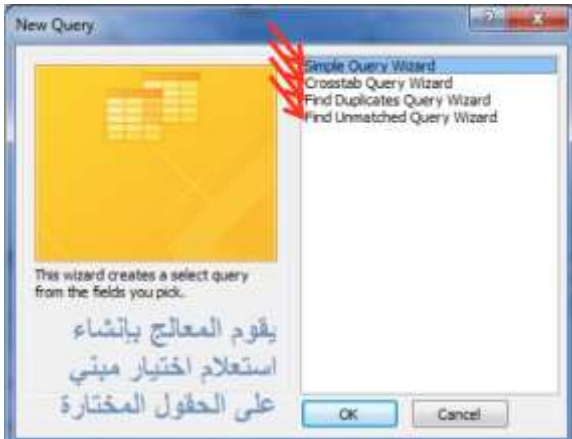 New Query
Simple Query Wizard
Crosstab Query Wizard
Find Duplicates Query Wizard
Find Unmatched Query Wizard
This wizard creates a select query
from the fields you pick.
يقوم المعالج بإنشاء
استعلام اختيار مبني
على الحقول المختارة
OK
Cancel